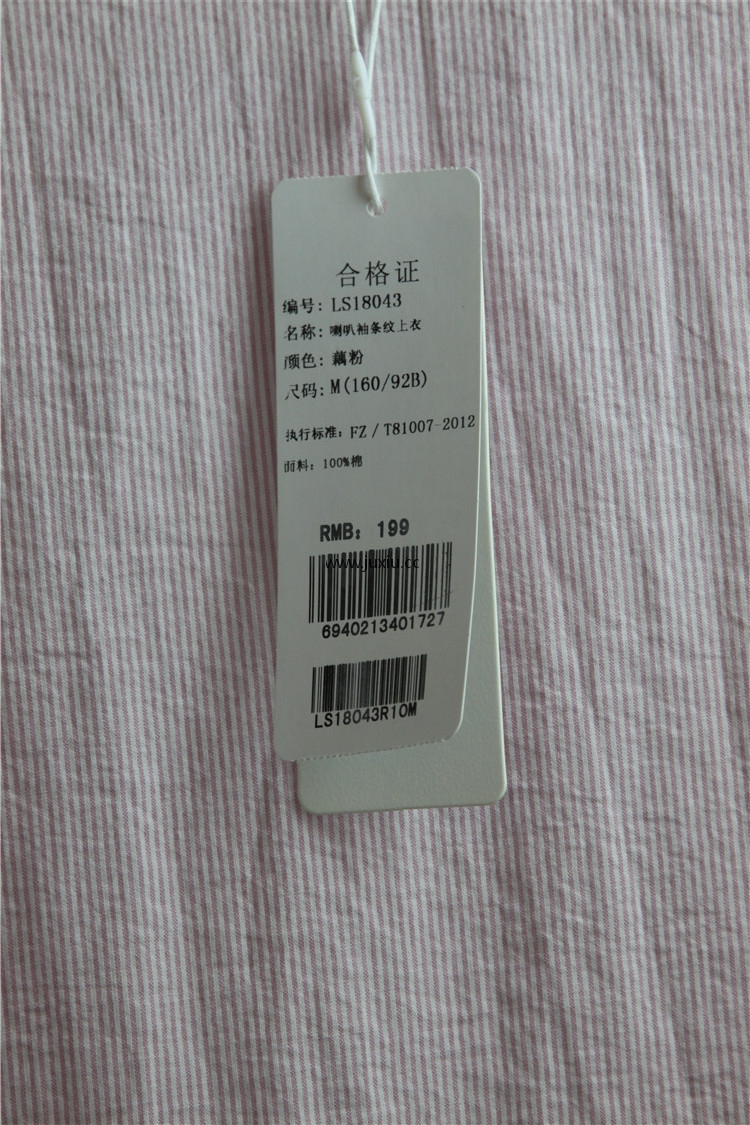 合格证
编号: LS18043
名称: 喇叭袖条纹上衣
颜色: 藕粉
尺码: M(160/92B)
执行标准: FZ / T81007-2012
面料: 100%棉
RMB: 199
www.juxiu.cc
6940213401727
LS18043R10M